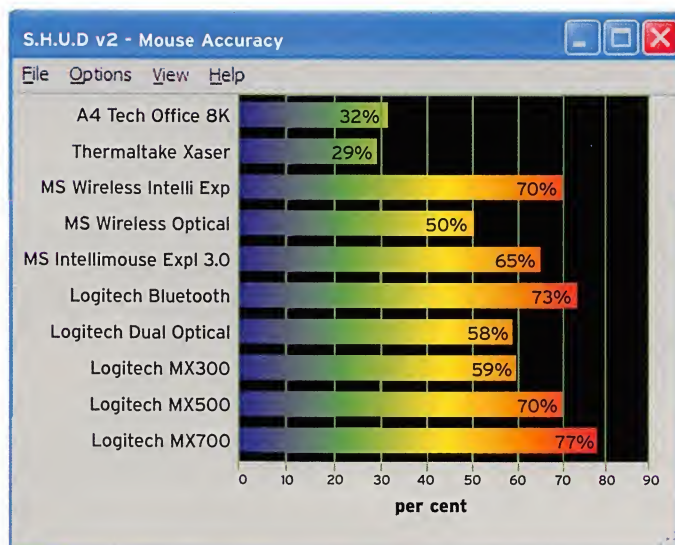 S.H.U.D v2 - Mouse Accuracy
File Options View Help
A4 Tech Office 8K 32%
Thermaltake Xaser 29%
MS Wireless Intelli Exp 70%
MS Wireless Optical 50%
MS Intellimouse Expl 3.0 65%
Logitech Bluetooth 73%
Logitech Dual Optical 58%
Logitech MX300 59%
Logitech MX500 70%
Logitech MX700 77%
0 10 20 30 40 50 60 70 80 90
per cent